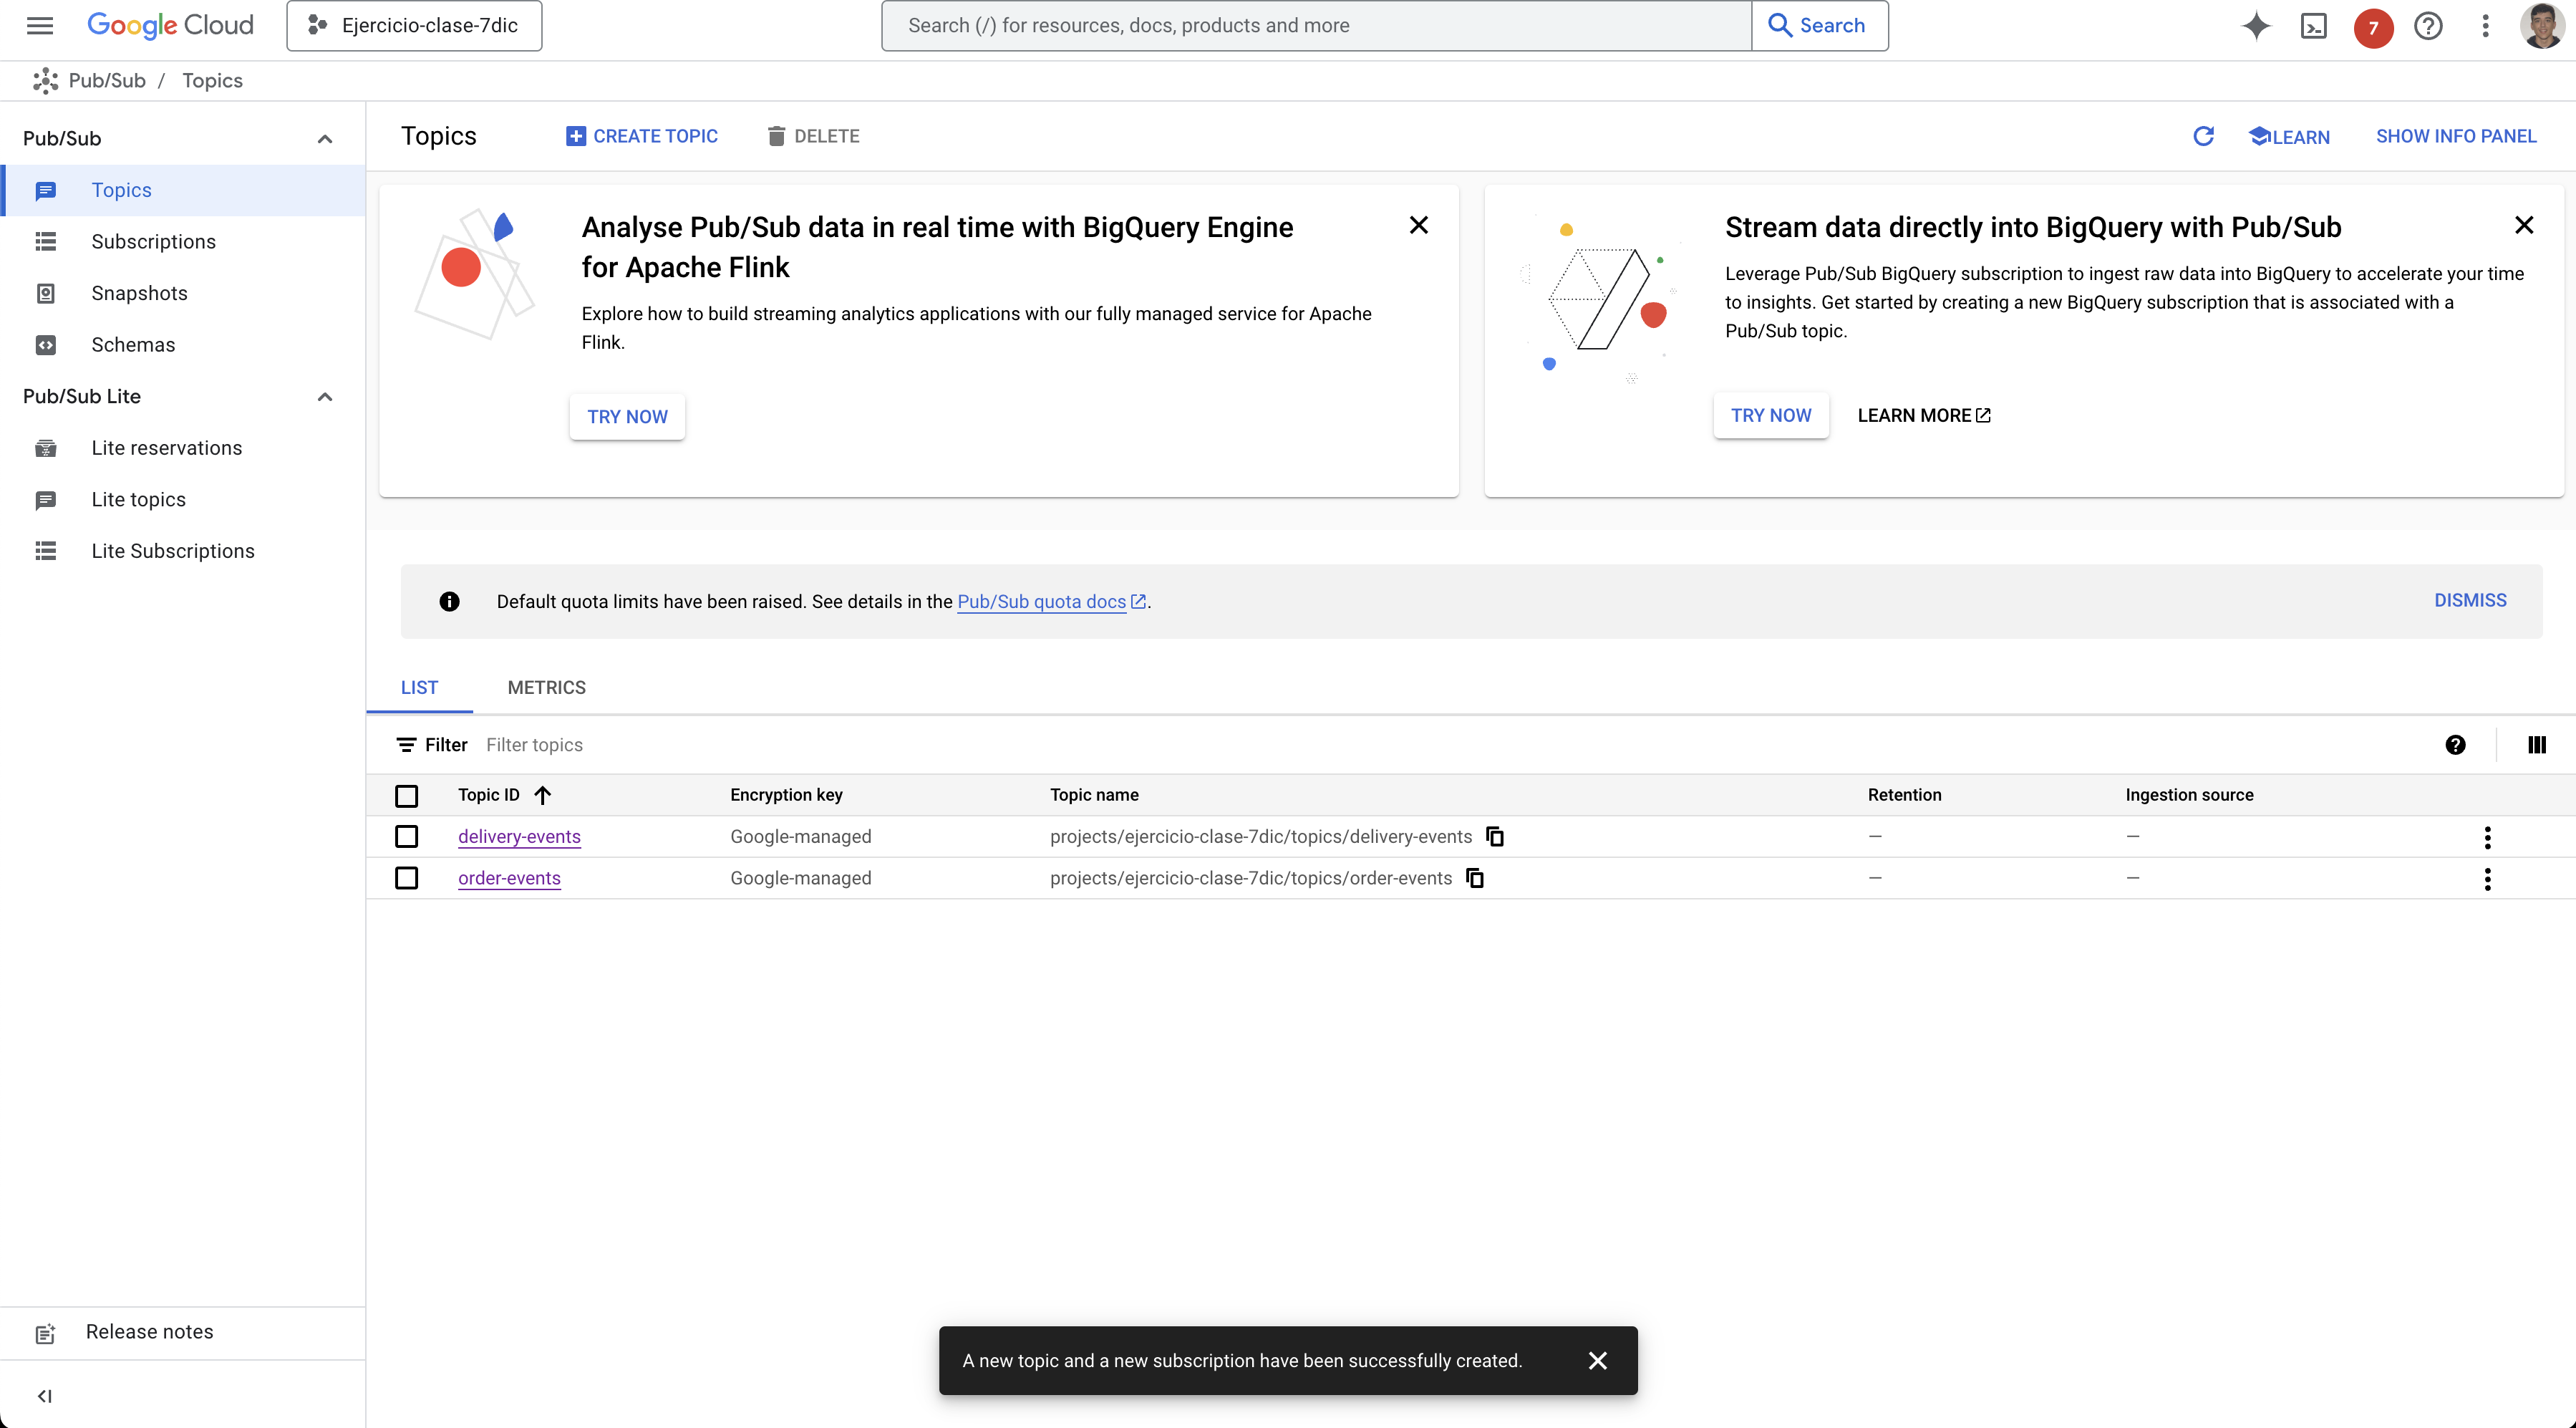 Google Cloud
Ejercicio-clase-7dic
Search (/) for resources, docs, products and more
Search
7
Pub/Sub / Topics
Pub/Sub
Topics
Subscriptions
Snapshots
Schemas
Pub/Sub Lite
Lite reservations
Lite topics
Lite Subscriptions
Release notes
Topics
CREATE TOPIC
DELETE
LEARN
SHOW INFO PANEL
Analyse Pub/Sub data in real time with BigQuery Engine
for Apache Flink
Explore how to build streaming analytics applications with our fully managed service for Apache
Flink.
TRY NOW
Stream data directly into BigQuery with Pub/Sub
Leverage Pub/Sub BigQuery subscription to ingest raw data into BigQuery to accelerate your time
to insights. Get started by creating a new BigQuery subscription that is associated with a
Pub/Sub topic.
TRY NOW
LEARN MORE
Default quota limits have been raised. See details in the Pub/Sub quota docs.
DISMISS
LIST
METRICS
Filter Filter topics
Topic ID Encryption key Topic name Retention Ingestion source
delivery-events Google-managed projects/ejercicio-clase-7dic/topics/delivery-events — —
order-events Google-managed projects/ejercicio-clase-7dic/topics/order-events — —
A new topic and a new subscription have been successfully created.